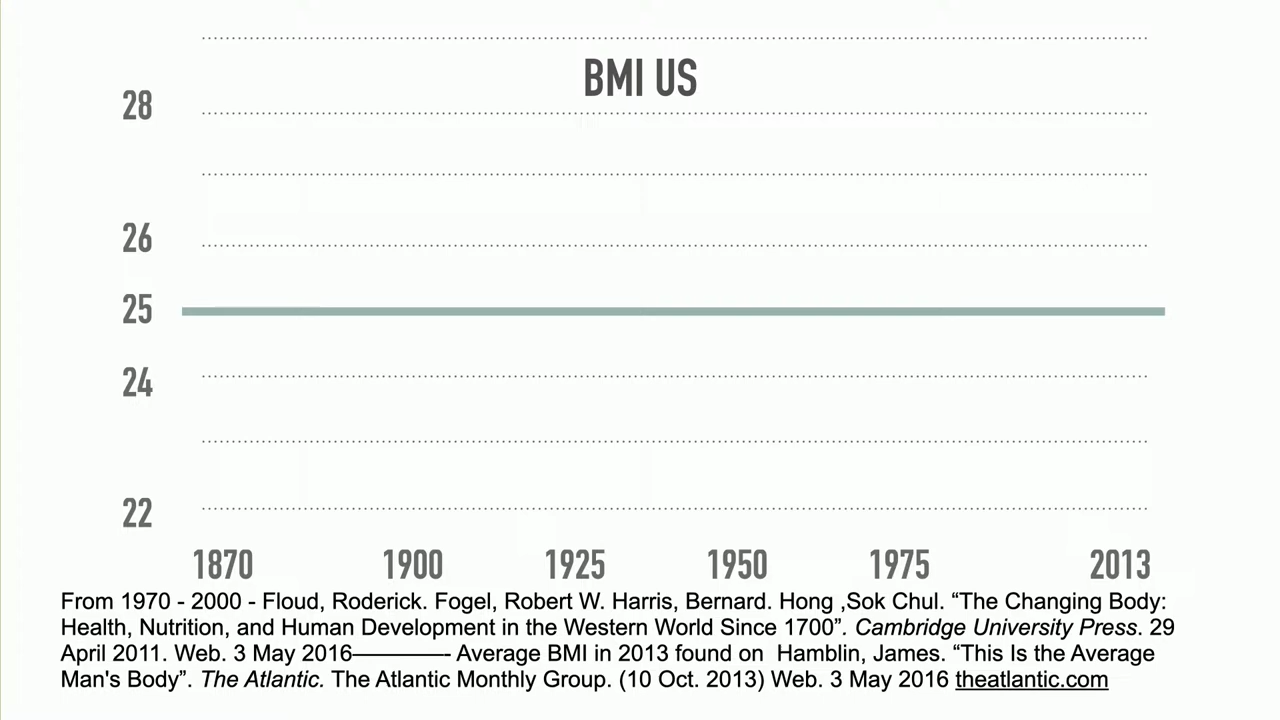 BMI US
28
26
25
24
22
1870 1900 1925 1950 1975 2013
From 1970 - 2000 - Floud, Roderick. Fogel, Robert W. Harris, Bernard. Hong ,Sok Chul. “The Changing Body:
Health, Nutrition, and Human Development in the Western World Since 1700”. Cambridge University Press. 29
April 2011. Web. 3 May 2016————- Average BMI in 2013 found on Hamblin, James. “This Is the Average
Man's Body”. The Atlantic. The Atlantic Monthly Group. (10 Oct. 2013) Web. 3 May 2016 theatlantic.com